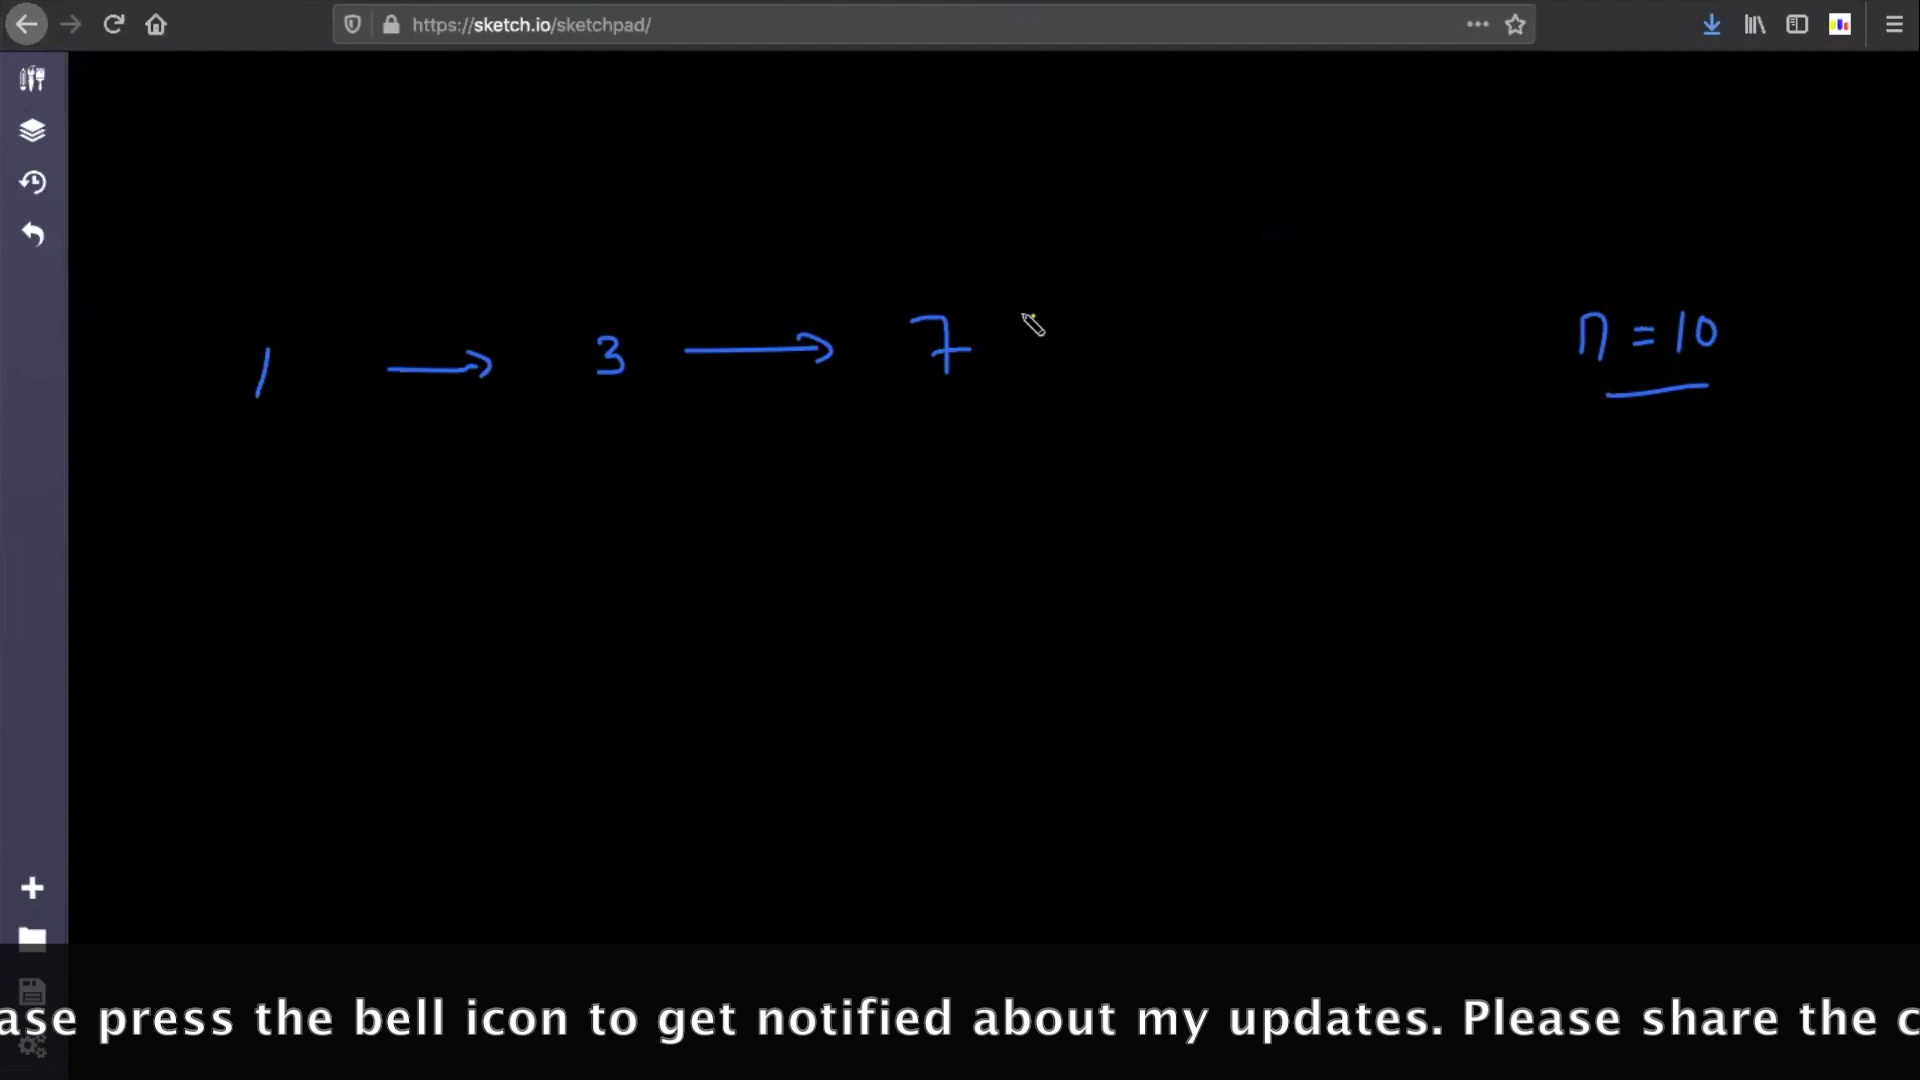 https://sketch.io/sketchpad/
1 → 3 → 7
n = 10
ase press the bell icon to get notified about my updates. Please share the c